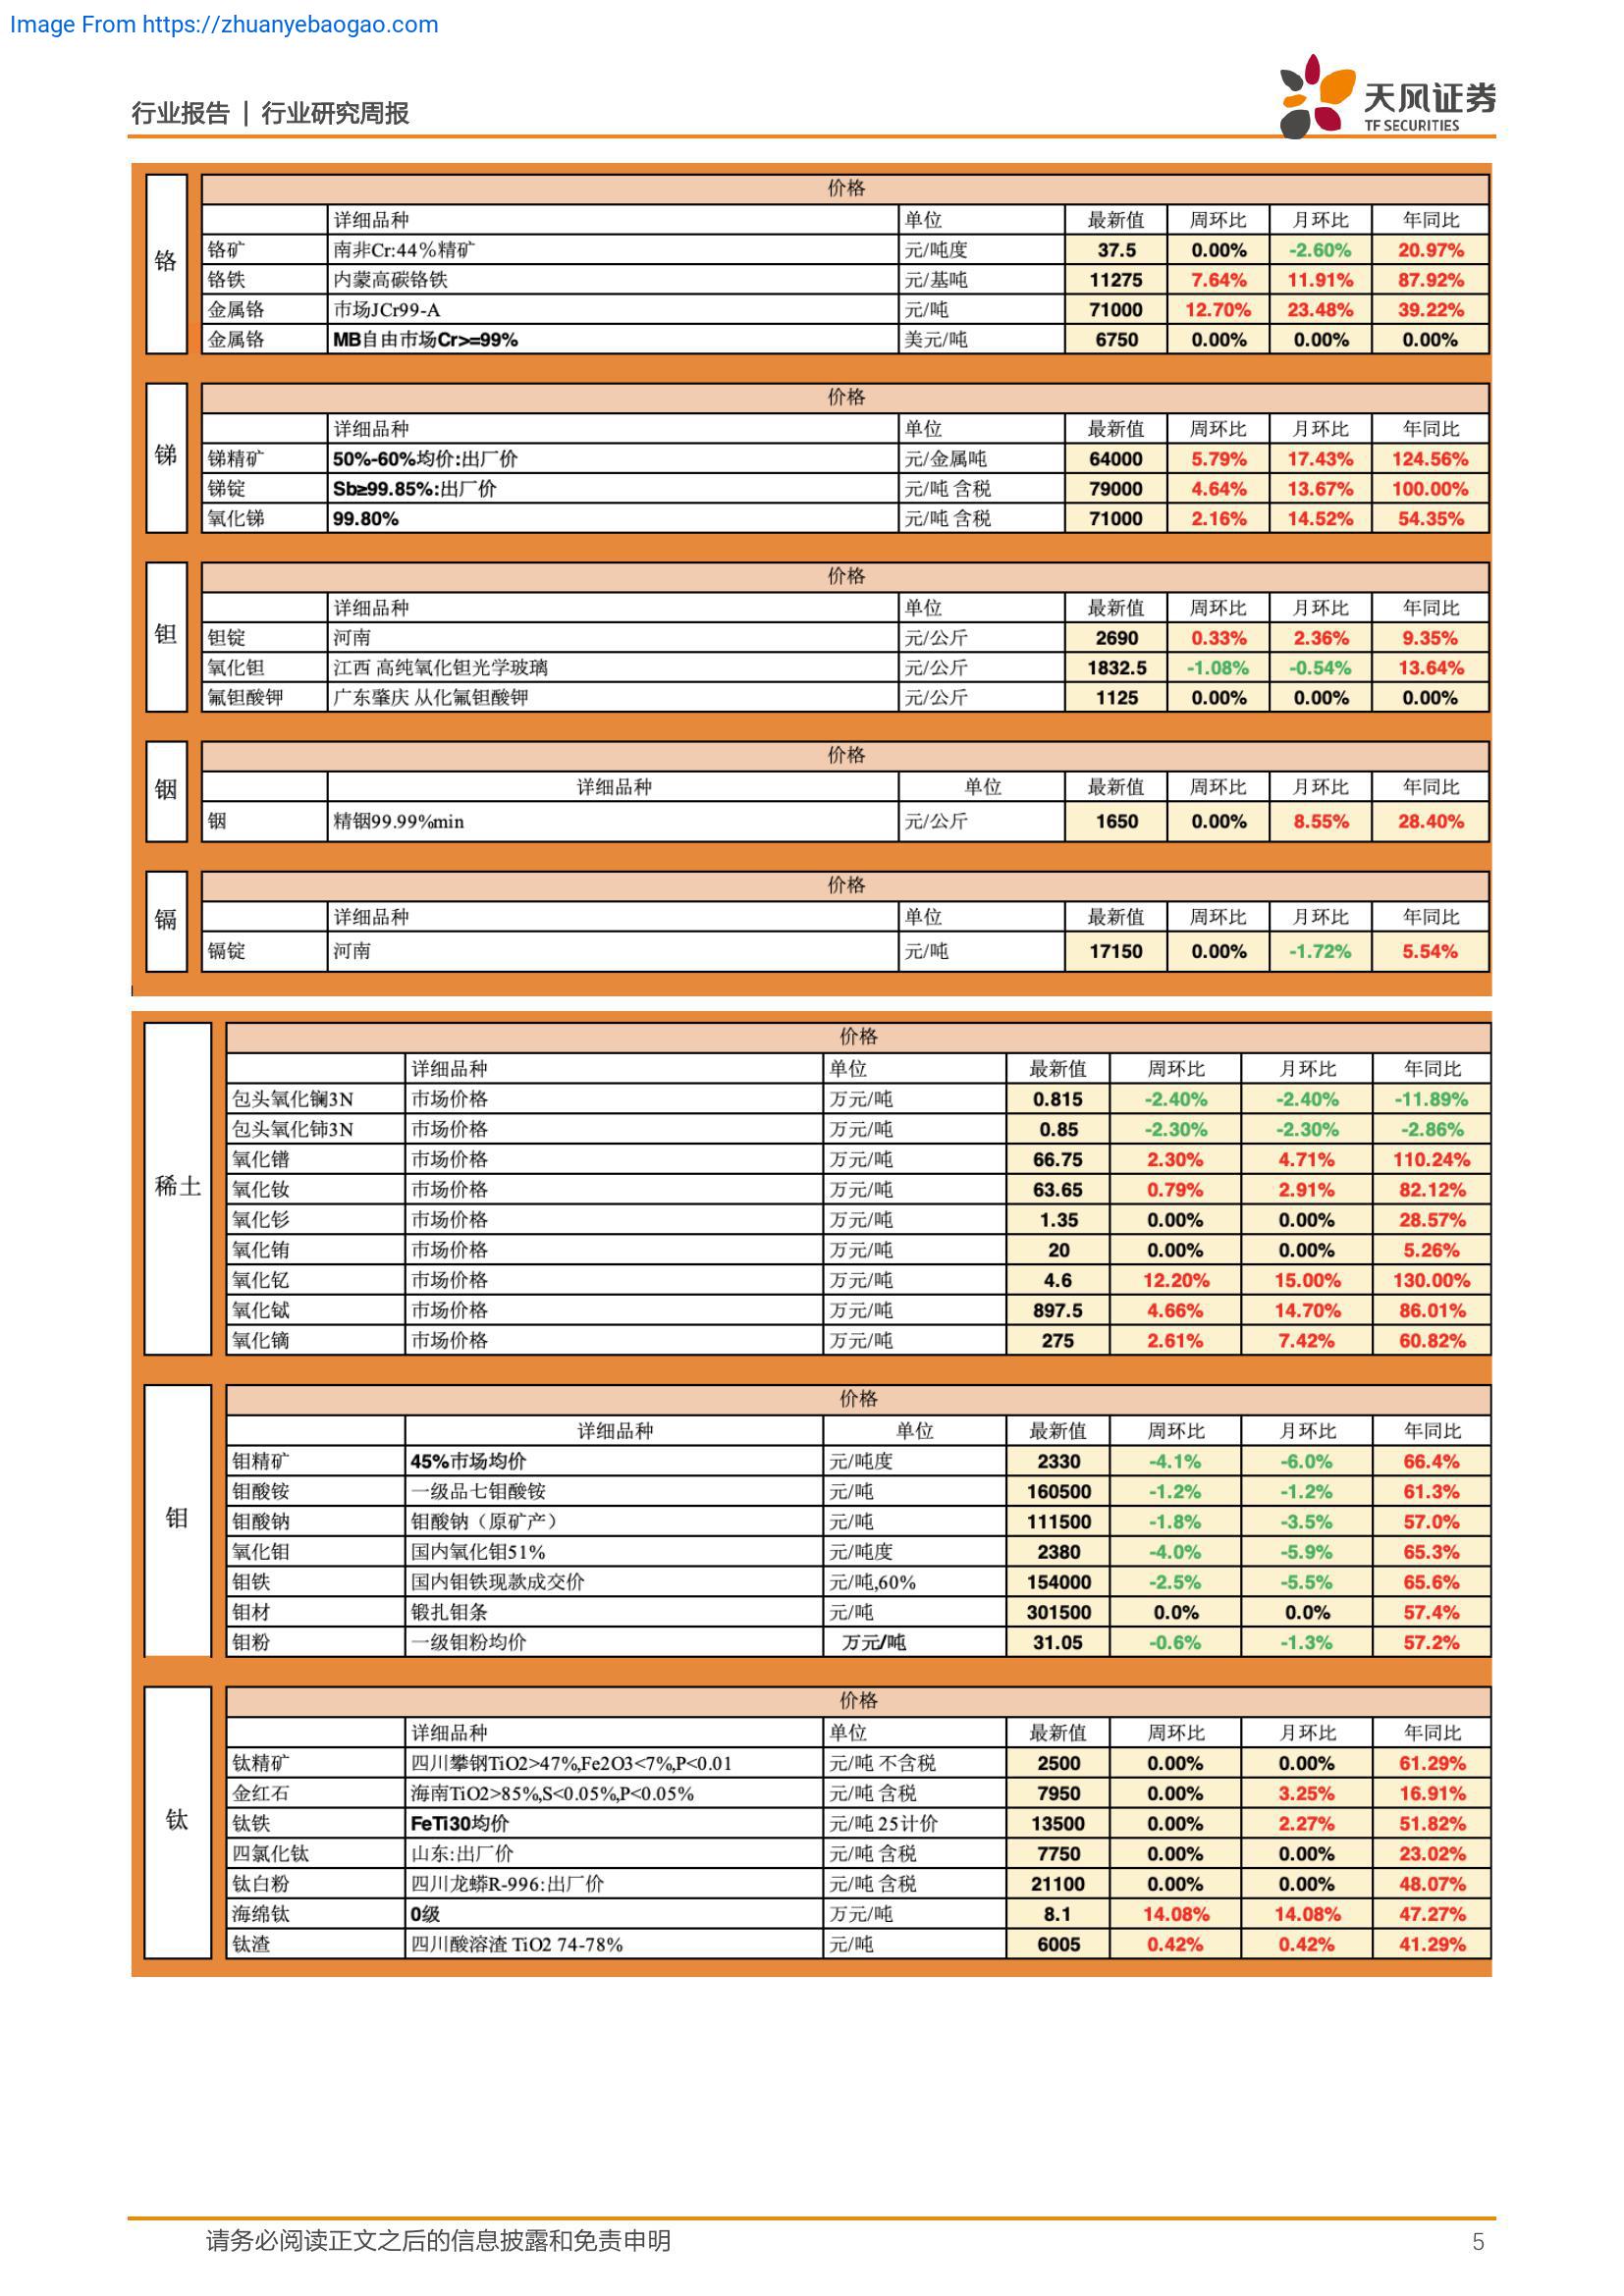 Image From https://zhuanyebaogao.com
行业报告 | 行业研究周报
天风证券
TF SECURITIES
铬
价格
详细品种 单位 最新值 周环比 月环比 年同比
铬矿 南非Cr:44%精矿 元/吨度 37.5 0.00% -2.60% 20.97%
铬铁 内蒙高碳铬铁 元/基吨 11275 7.64% 11.91% 87.92%
金属铬 市场JCr99-A 元/吨 71000 12.70% 23.48% 39.22%
金属铬 MB自由市场Cr>=99% 美元/吨 6750 0.00% 0.00% 0.00%
锑
价格
详细品种 单位 最新值 周环比 月环比 年同比
锑精矿 50%-60%均价:出厂价 元/金属吨 64000 5.79% 17.43% 124.56%
锑锭 Sb≥99.85%:出厂价 元/吨 含税 79000 4.64% 13.67% 100.00%
氧化锑 99.80% 元/吨 含税 71000 2.16% 14.52% 54.35%
钽
价格
详细品种 单位 最新值 周环比 月环比 年同比
钽锭 河南 元/公斤 2690 0.33% 2.36% 9.35%
氧化钽 江西 高纯氧化钽光学玻璃 元/公斤 1832.5 -1.08% -0.54% 13.64%
氟钽酸钾 广东肇庆 从化氟钽酸钾 元/公斤 1125 0.00% 0.00% 0.00%
铟
价格
详细品种 单位 最新值 周环比 月环比 年同比
铟 精铟99.99%min 元/公斤 1650 0.00% 8.55% 28.40%
镉
价格
详细品种 单位 最新值 周环比 月环比 年同比
镉锭 河南 元/吨 17150 0.00% -1.72% 5.54%
稀土
价格
详细品种 单位 最新值 周环比 月环比 年同比
包头氧化镧3N 市场价格 万元/吨 0.815 -2.40% -2.40% -11.89%
包头氧化铈3N 市场价格 万元/吨 0.85 -2.30% -2.30% -2.86%
氧化镨 市场价格 万元/吨 66.75 2.30% 4.71% 110.24%
氧化钕 市场价格 万元/吨 63.65 0.79% 2.91% 82.12%
氧化钐 市场价格 万元/吨 1.35 0.00% 0.00% 28.57%
氧化铕 市场价格 万元/吨 20 0.00% 0.00% 5.26%
氧化钇 市场价格 万元/吨 4.6 12.20% 15.00% 130.00%
氧化铽 市场价格 万元/吨 897.5 4.66% 14.70% 86.01%
氧化镝 市场价格 万元/吨 275 2.61% 7.42% 60.82%
钼
价格
详细品种 单位 最新值 周环比 月环比 年同比
钼精矿 45%市场均价 元/吨度 2330 -4.1% -6.0% 66.4%
钼酸铵 一级品七钼酸铵 元/吨 160500 -1.2% -1.2% 61.3%
钼酸钠 钼酸钠（原矿产） 元/吨 111500 -1.8% -3.5% 57.0%
氧化钼 国内氧化钼51% 元/吨度 2380 -4.0% -5.9% 65.3%
钼铁 国内钼铁现款成交价 元/吨,60% 154000 -2.5% -5.5% 65.6%
钼材 锻扎钼条 元/吨 301500 0.0% 0.0% 57.4%
钼粉 一级钼粉均价 万元/吨 31.05 -0.6% -1.3% 57.2%
钛
价格
详细品种 单位 最新值 周环比 月环比 年同比
钛精矿 四川攀钢TiO2>47%,Fe2O3<7%,P<0.01 元/吨 不含税 2500 0.00% 0.00% 61.29%
金红石 海南TiO2>85%,S<0.05%,P<0.05% 元/吨 含税 7950 0.00% 3.25% 16.91%
钛铁 FeTi30均价 元/吨 25计价 13500 0.00% 2.27% 51.82%
四氯化钛 山东:出厂价 元/吨 含税 7750 0.00% 0.00% 23.02%
钛白粉 四川龙蟒R-996:出厂价 元/吨 含税 21100 0.00% 0.00% 48.07%
海绵钛 0级 万元/吨 8.1 14.08% 14.08% 47.27%
钛渣 四川酸溶渣 TiO2 74-78% 元/吨 6005 0.42% 0.42% 41.29%
请务必阅读正文之后的信息披露和免责申明 5